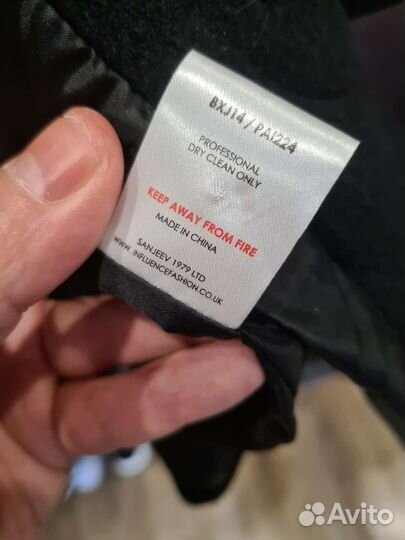 BXJ14 / PAI224
PROFESSIONAL
DRY CLEAN ONLY
KEEP AWAY FROM FIRE
MADE IN CHINA
SANJEEV 1979 LTD
WWW.INFLUENCEFASHION.CO.UK
Avito